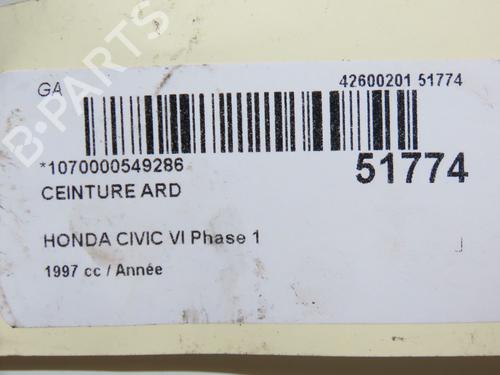 GA
42600201 51774
*1070000549286
51774
CEINTURE ARD
HONDA CIVIC VI Phase 1
1997 cc / Année
B-PARTS